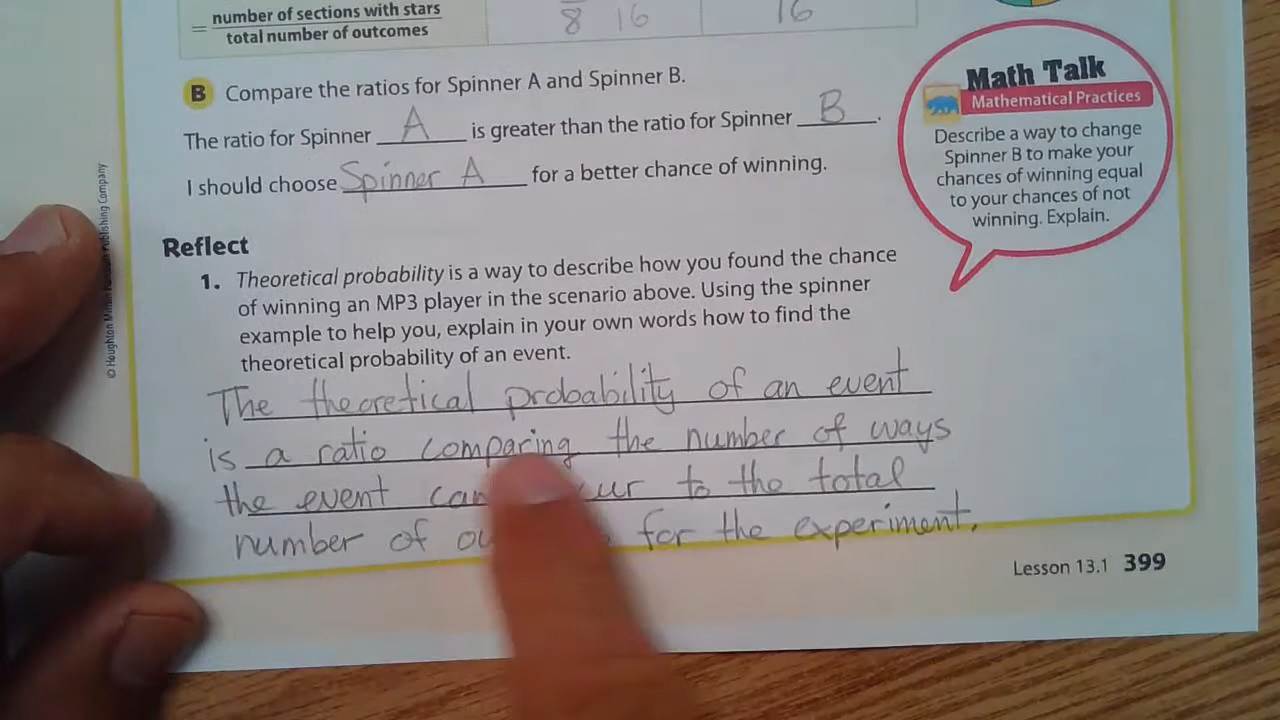 = number of sections with stars
total number of outcomes
8 16
16
B Compare the ratios for Spinner A and Spinner B.
The ratio for Spinner A is greater than the ratio for Spinner B.
I should choose Spinner A for a better chance of winning.
Math Talk
Mathematical Practices
Describe a way to change
Spinner B to make your
chances of winning equal
to your chances of not
winning. Explain.
Reflect
1. Theoretical probability is a way to describe how you found the chance
of winning an MP3 player in the scenario above. Using the spinner
example to help you, explain in your own words how to find the
theoretical probability of an event.
The theoretical probability of an event
is a ratio comparing the number of ways
the event can to the total
number of for the experiment.
Lesson 13.1 399
© Houghton Publishing Company